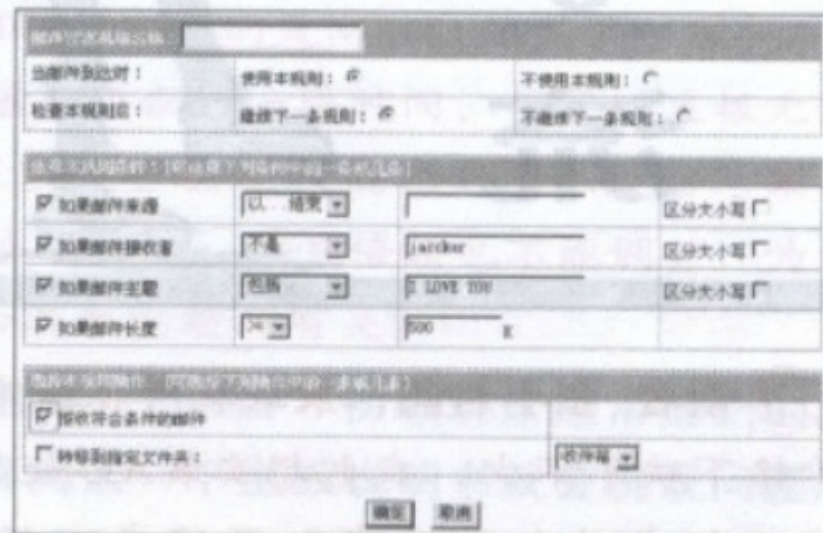 当邮件到达时： 使用本规则： 不使用本规则：
检查本规则后： 继续下一条规则： 不继续下一条规则：
如果邮件来源 以...结束 区分大小写
如果邮件接收者 不是 jarckar 区分大小写
如果邮件主题 包括 I LOVE YOU 区分大小写
如果邮件长度 >= 500 K
接收符合条件的邮件
转移到指定文件夹： 收件箱
确定 取消